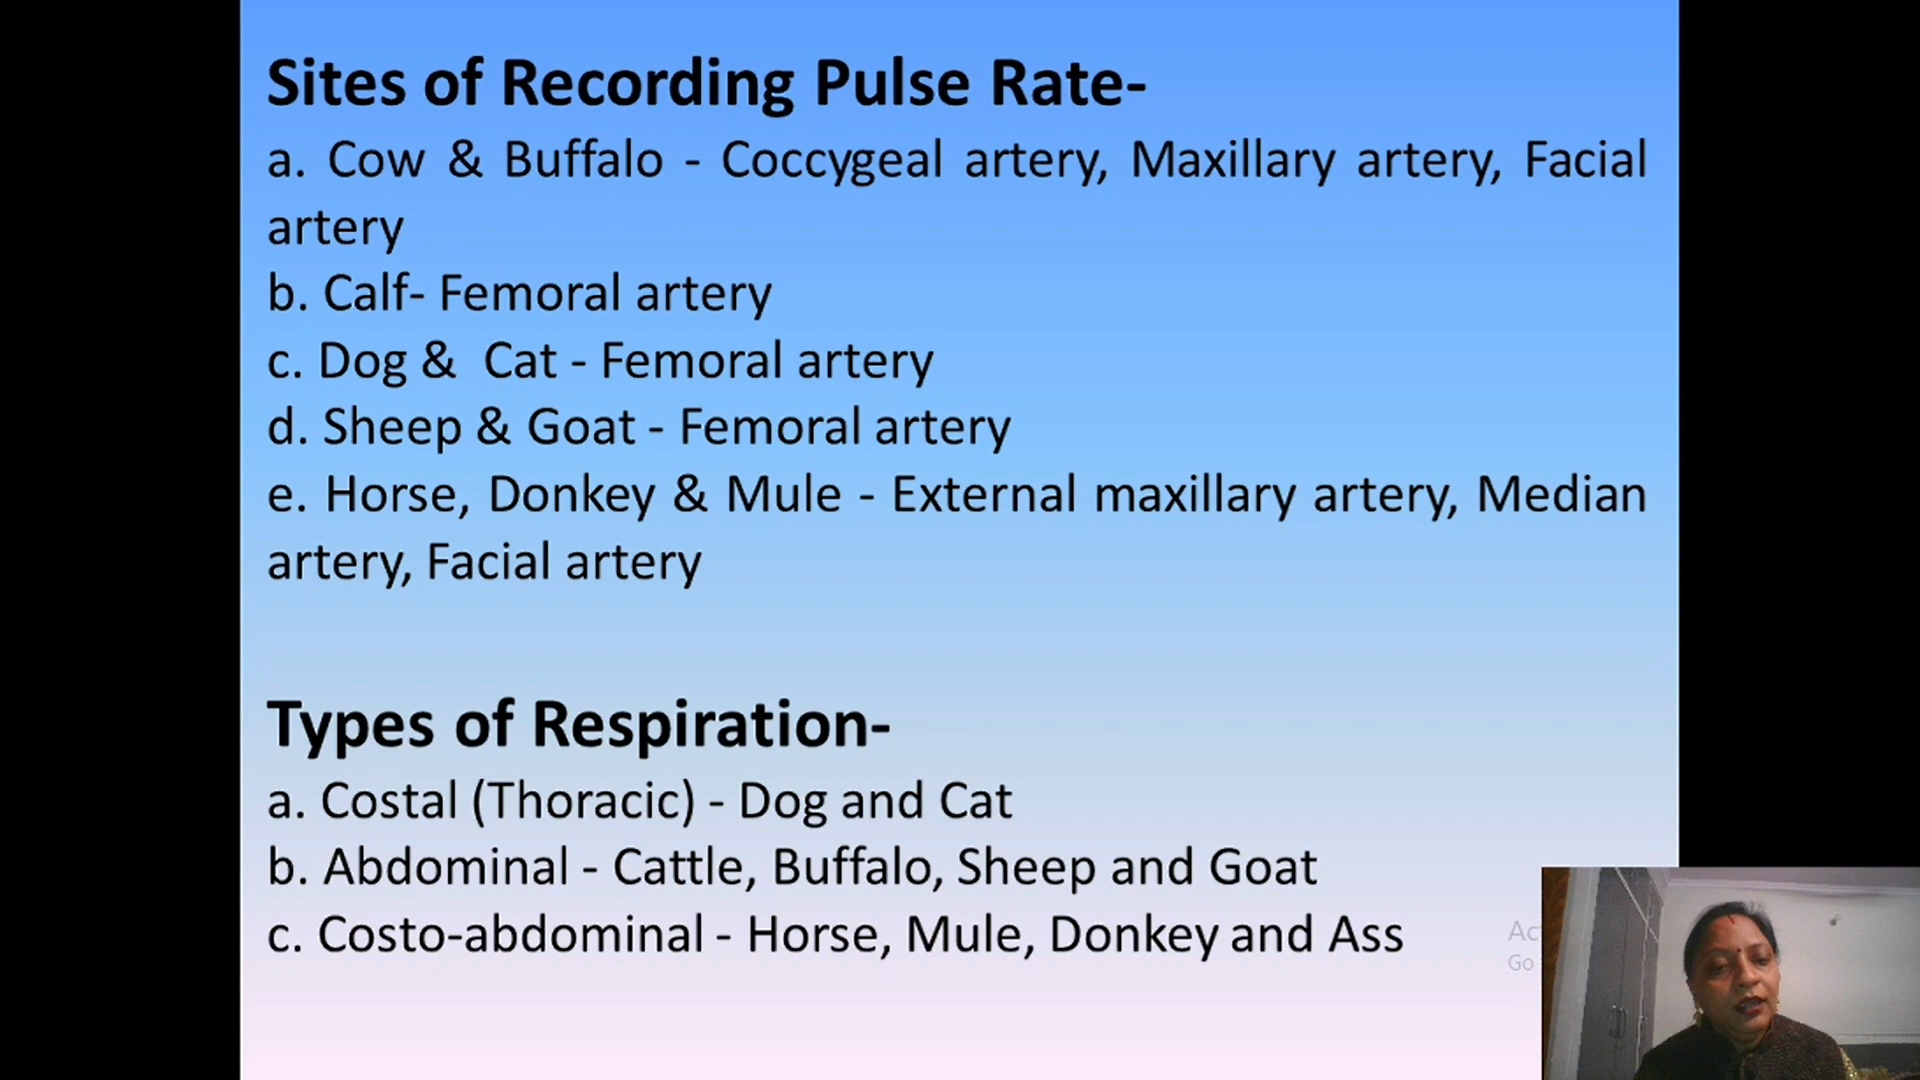 Sites of Recording Pulse Rate-
a. Cow & Buffalo - Coccygeal artery, Maxillary artery, Facial
artery
b. Calf- Femoral artery
c. Dog & Cat - Femoral artery
d. Sheep & Goat - Femoral artery
e. Horse, Donkey & Mule - External maxillary artery, Median
artery, Facial artery
Types of Respiration-
a. Costal (Thoracic) - Dog and Cat
b. Abdominal - Cattle, Buffalo, Sheep and Goat
c. Costo-abdominal - Horse, Mule, Donkey and Ass
Go